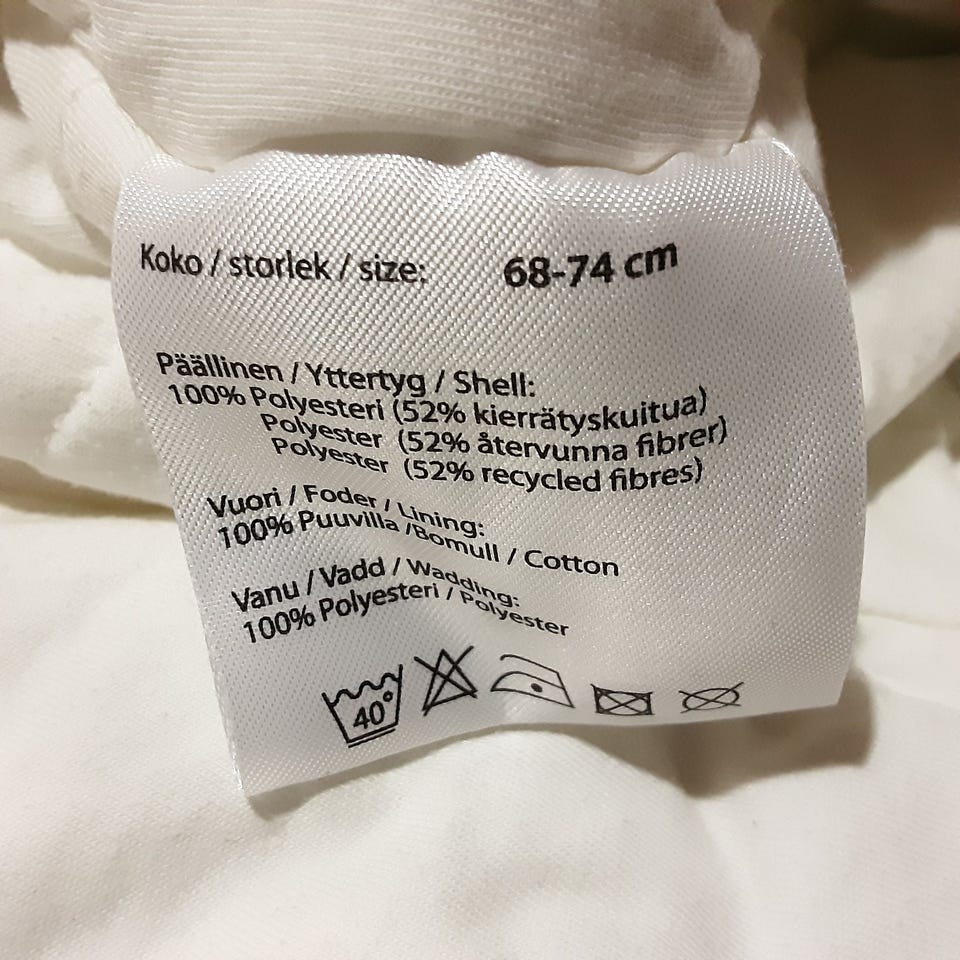 Koko / storlek / size: 68-74 cm
Päällinen / Yttertyg / Shell:
100% Polyesteri (52% kierrätyskuitua)
Polyester (52% återvunna fibrer)
Polyester (52% recycled fibres)
Vuori / Foder / Lining:
100% Puuvilla /Bomull / Cotton
Vanu / Vadd / Wadding:
100% Polyesteri / Polyester
40°